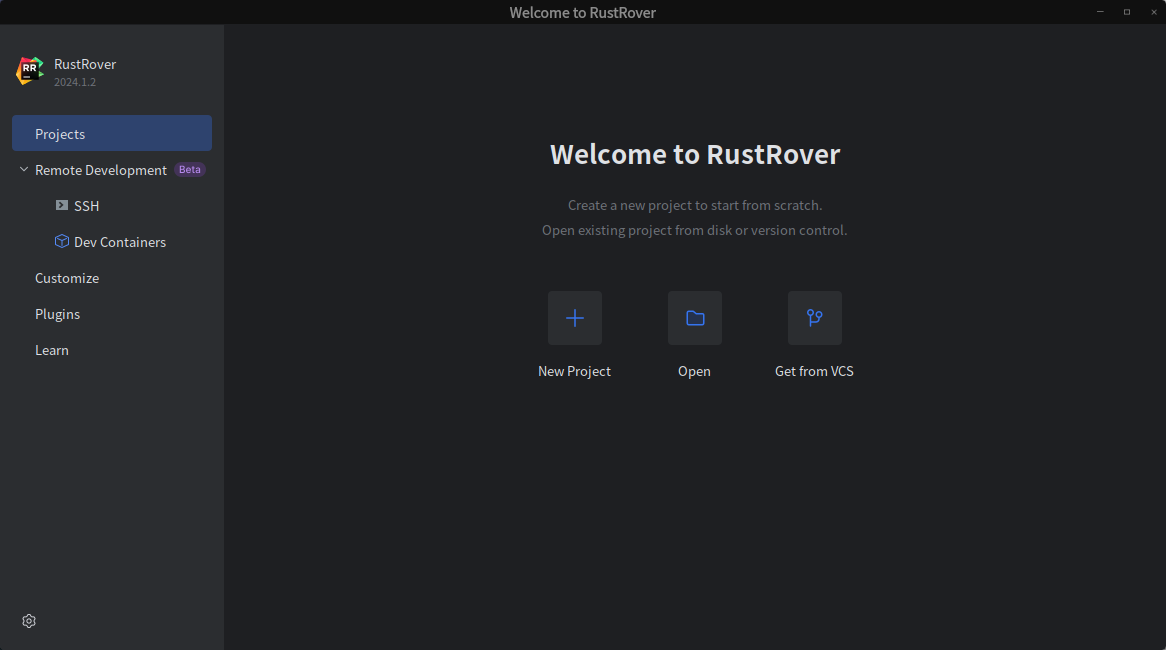 Welcome to RustRover
RR
RustRover
2024.1.2
Projects
Remote Development Beta
SSH
Dev Containers
Customize
Plugins
Learn
Welcome to RustRover
Create a new project to start from scratch.
Open existing project from disk or version control.
New Project
Open
Get from VCS